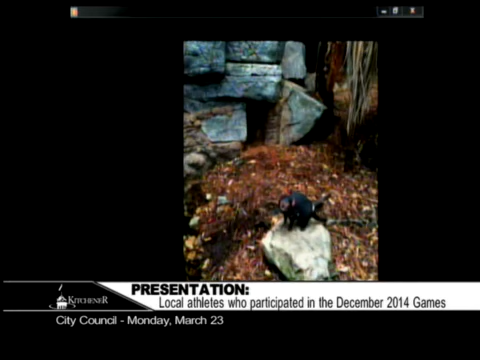 PRESENTATION:
KITCHENER
Local athletes who participated in the December 2014 Games
City Council - Monday, March 23